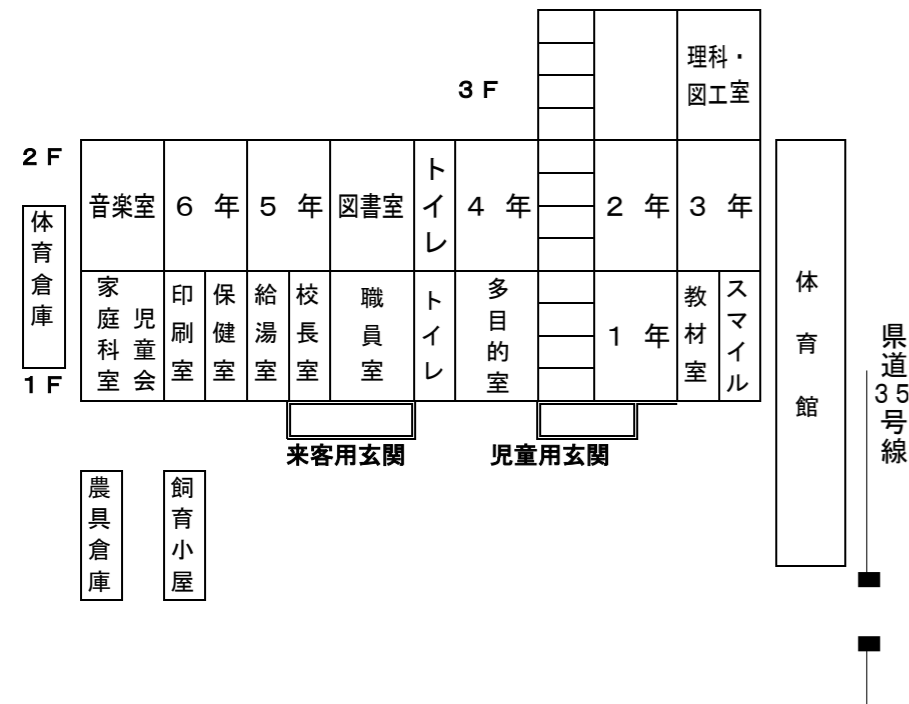 3F
理科・
図工室
2F
音楽室
6 年
5 年
図書室
トイレ
4 年
2 年
3 年
体育倉庫
1F
家庭科室
児童会
印刷室
保健室
給湯室
校長室
職員室
トイレ
多目的室
1 年
教材室
スマイル
体育館
県道35号線
来客用玄関
児童用玄関
農具倉庫
飼育小屋